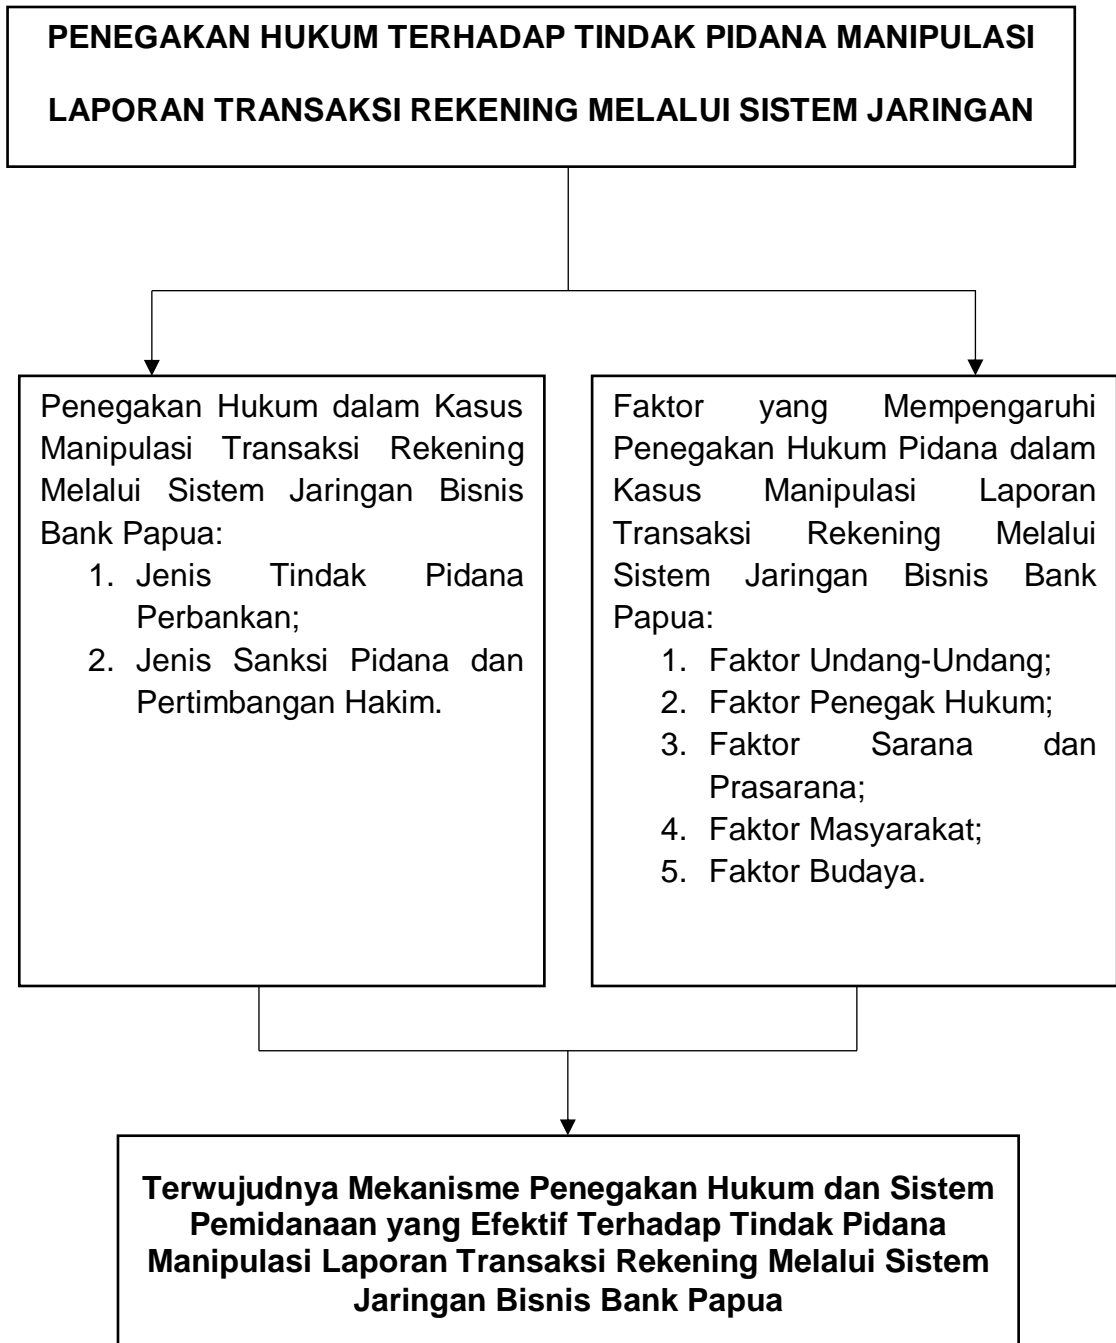 PENEGAKAN HUKUM TERHADAP TINDAK PIDANA MANIPULASI
LAPORAN TRANSAKSI REKENING MELALUI SISTEM JARINGAN
Penegakan Hukum dalam Kasus
Manipulasi Transaksi Rekening
Melalui Sistem Jaringan Bisnis
Bank Papua:
1. Jenis Tindak Pidana
Perbankan;
2. Jenis Sanksi Pidana dan
Pertimbangan Hakim.
Faktor yang Mempengaruhi
Penegakan Hukum Pidana dalam
Kasus Manipulasi Laporan
Transaksi Rekening Melalui
Sistem Jaringan Bisnis Bank
Papua:
1. Faktor Undang-Undang;
2. Faktor Penegak Hukum;
3. Faktor Sarana dan
Prasarana;
4. Faktor Masyarakat;
5. Faktor Budaya.
Terwujudnya Mekanisme Penegakan Hukum dan Sistem
Pemidanaan yang Efektif Terhadap Tindak Pidana
Manipulasi Laporan Transaksi Rekening Melalui Sistem
Jaringan Bisnis Bank Papua